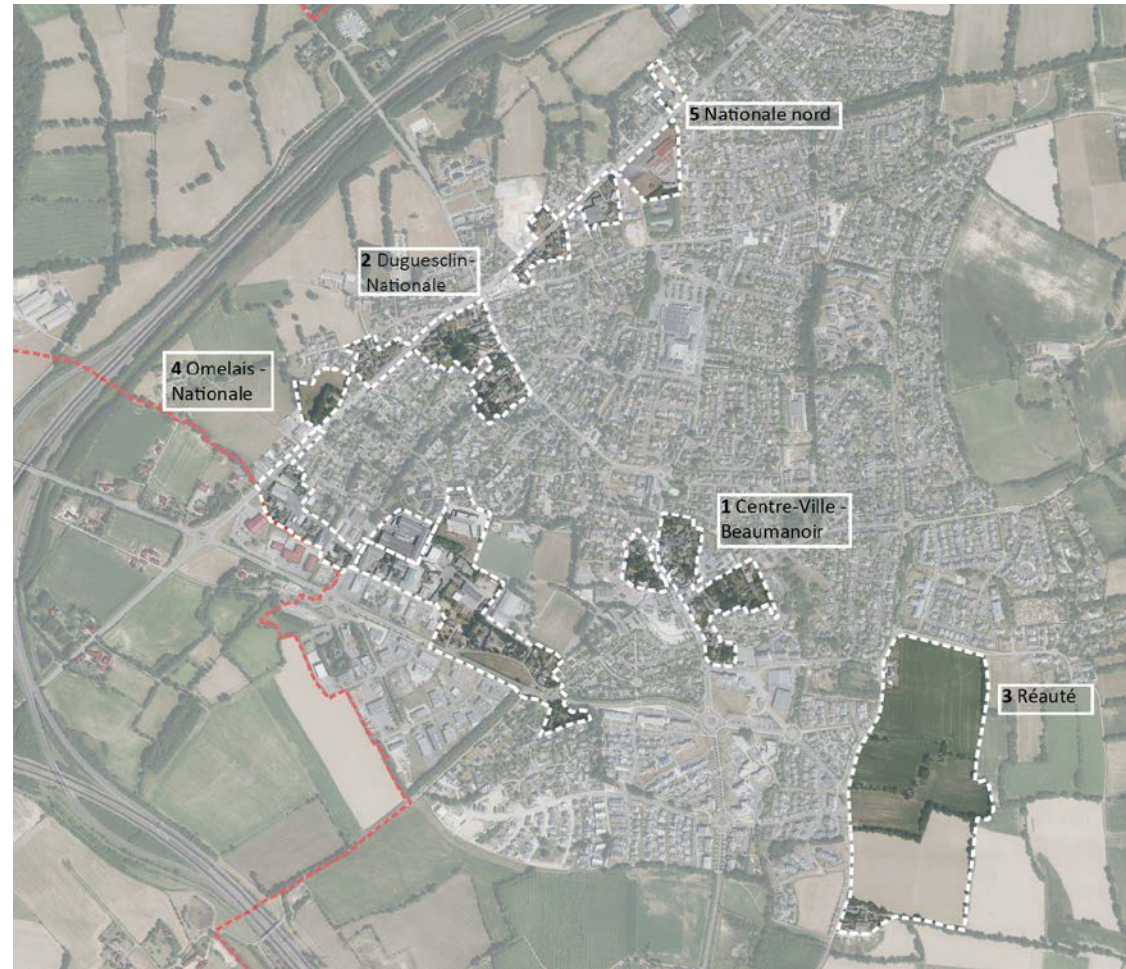 5 Nationale nord
2 Duguesclin-
Nationale
4 Omelais -
Nationale
1 Centre-Ville -
Beaumanoir
3 Réauté